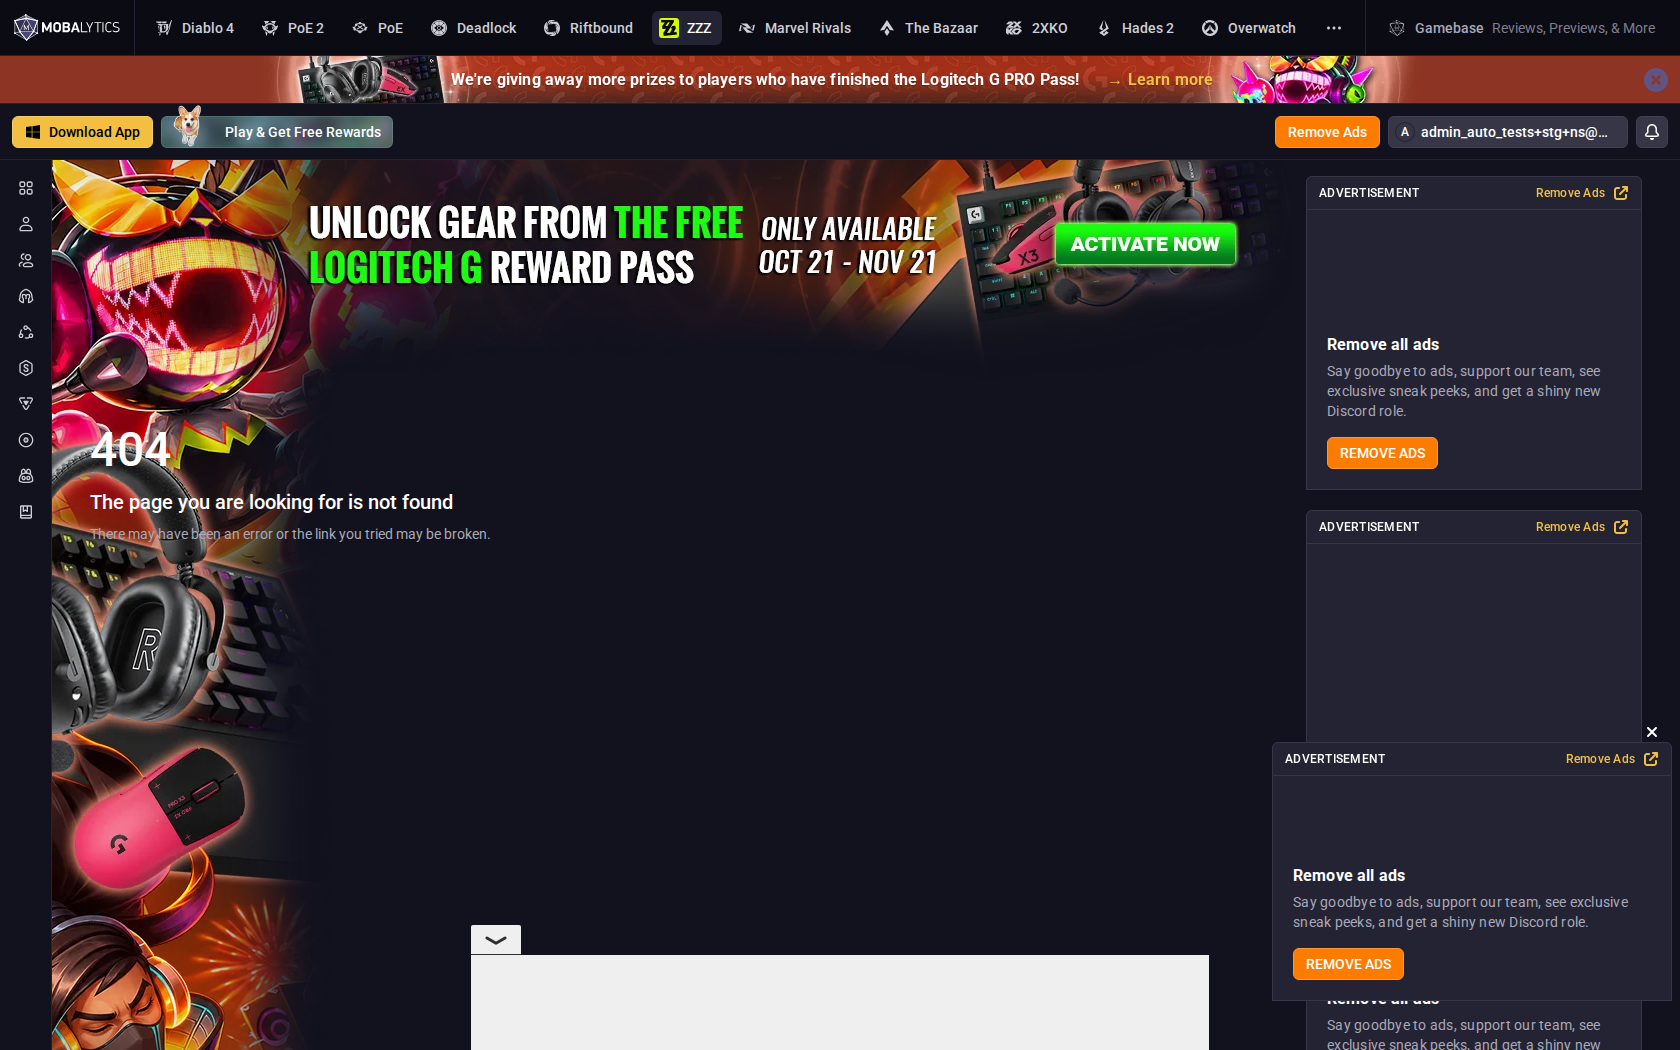 MOBALYTICS
Diablo 4
PoE 2
PoE
Deadlock
Riftbound
ZZZ
Marvel Rivals
The Bazaar
2XKO
Hades 2
Overwatch
Gamebase Reviews, Previews, & More
We're giving away more prizes to players who have finished the Logitech G PRO Pass! → Learn more
Download App
Play & Get Free Rewards
Remove Ads
A admin_auto_tests+stg+ns@...
UNLOCK GEAR FROM THE FREE
LOGITECH G REWARD PASS
ONLY AVAILABLE
OCT 21 - NOV 21
X3
ACTIVATE NOW
ADVERTISEMENT
Remove Ads
Remove all ads
Say goodbye to ads, support our team, see
exclusive sneak peeks, and get a shiny new
Discord role.
REMOVE ADS
404
The page you are looking for is not found
There may have been an error or the link you tried may be broken.
ADVERTISEMENT
Remove Ads
R
PRO X3
ADVERTISEMENT
Remove Ads
Remove all ads
Say goodbye to ads, support our team, see exclusive
sneak peeks, and get a shiny new Discord role.
REMOVE ADS
Remove all ads
Say goodbye to ads, support our team, see
exclusive sneak peeks, and get a shiny new